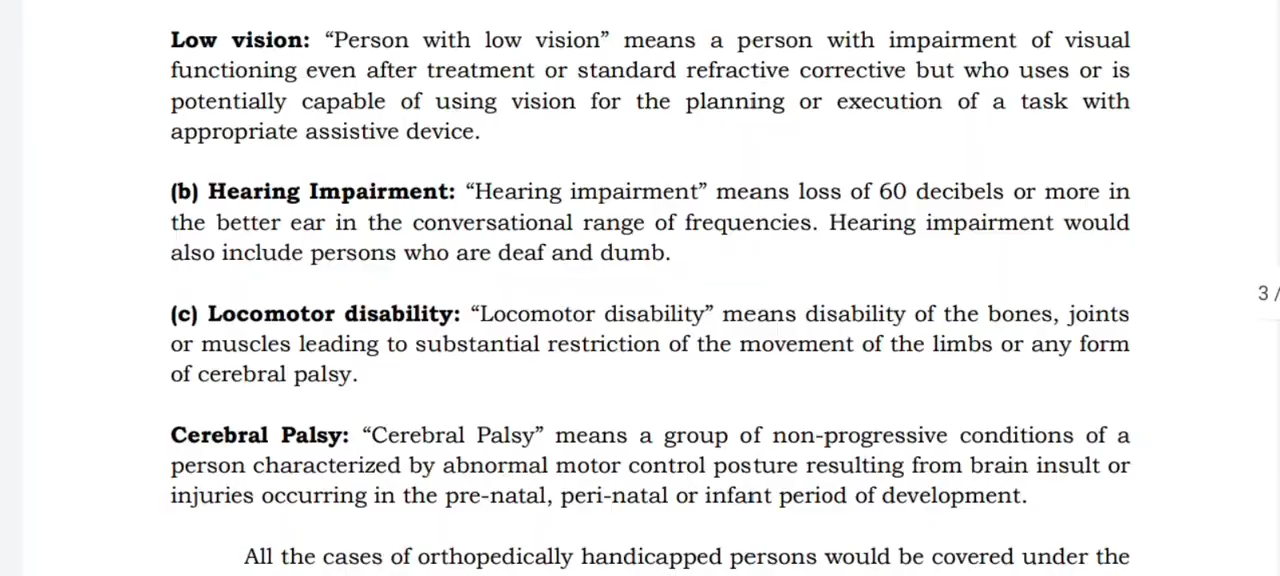 Low vision: “Person with low vision” means a person with impairment of visual
functioning even after treatment or standard refractive corrective but who uses or is
potentially capable of using vision for the planning or execution of a task with
appropriate assistive device.
(b) Hearing Impairment: “Hearing impairment” means loss of 60 decibels or more in
the better ear in the conversational range of frequencies. Hearing impairment would
also include persons who are deaf and dumb.
3 /
(c) Locomotor disability: “Locomotor disability” means disability of the bones, joints
or muscles leading to substantial restriction of the movement of the limbs or any form
of cerebral palsy.
Cerebral Palsy: “Cerebral Palsy” means a group of non-progressive conditions of a
person characterized by abnormal motor control posture resulting from brain insult or
injuries occurring in the pre-natal, peri-natal or infant period of development.
All the cases of orthopedically handicapped persons would be covered under the